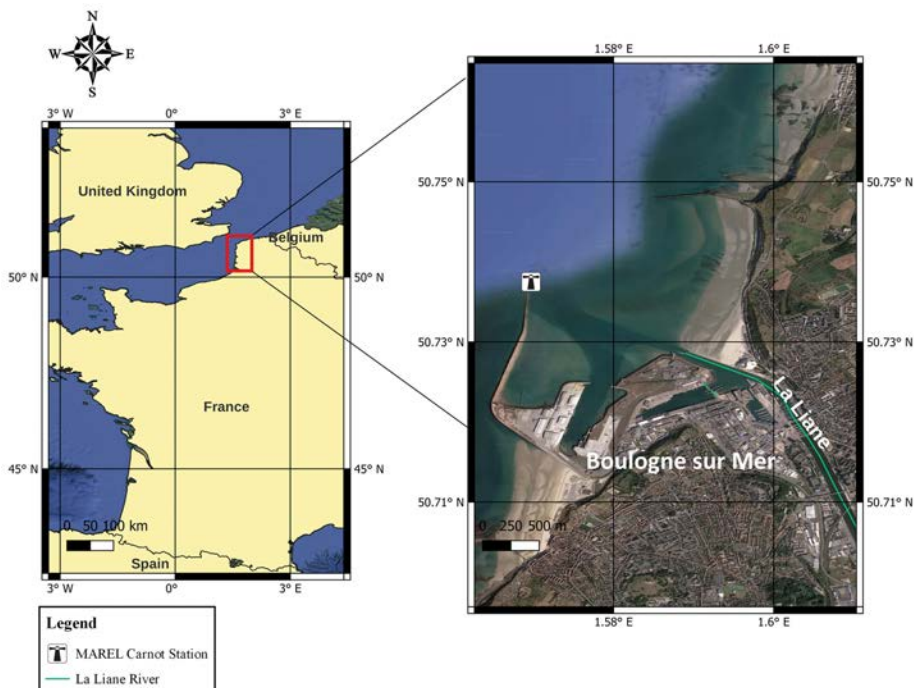 N
W E
S
3° W 0° 3° E
United Kingdom
Belgium
50° N 50° N
France
45° N 45° N
0 50 100 km
Spain
3° W 0° 3° E
1.58° E 1.6° E
50.75° N 50.75° N
50.73° N 50.73° N
La Liane
Boulogne sur Mer
50.71° N 50.71° N
0 250 500 m
1.58° E 1.6° E
Legend
MAREL Carnot Station
La Liane River